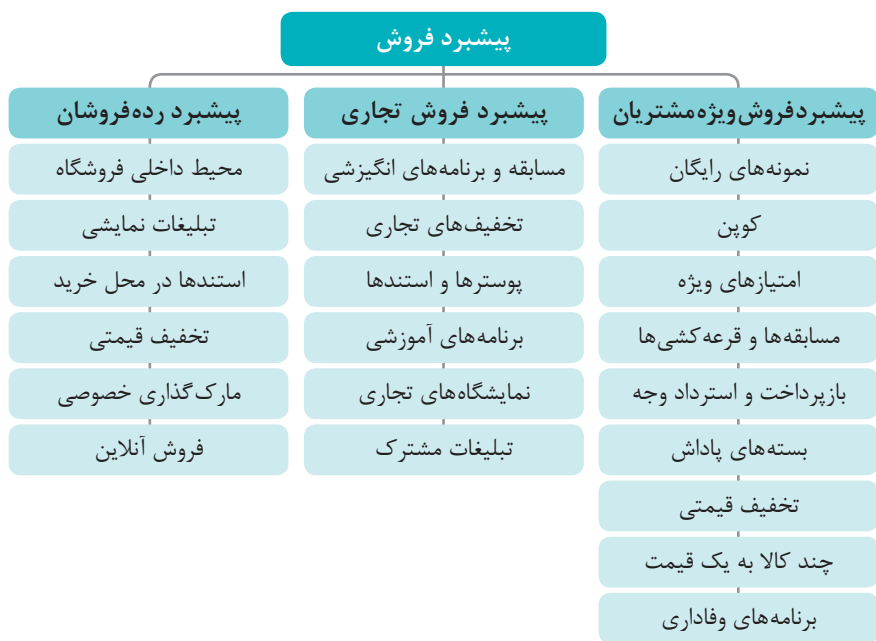 پیشبرد فروش
پیشبردفروش‌ویژه‌مشتریان
نمونه‌های رایگان
کوپن
امتیازهای ویژه
مسابقه‌ها و قرعه‌کشی‌ها
بازپرداخت و استرداد وجه
بسته‌های پاداش
تخفیف قیمتی
چند کالا به یک قیمت
برنامه‌های وفاداری
پیشبرد فروش تجاری
مسابقه و برنامه‌های انگیزشی
تخفیف‌های تجاری
پوسترها و استندها
برنامه‌های آموزشی
نمایشگاه‌های تجاری
تبلیغات مشترک
پیشبرد رده‌فروشان
محیط داخلی فروشگاه
تبلیغات نمایشی
استندها در محل خرید
تخفیف قیمتی
مارک‌گذاری خصوصی
فروش آنلاین